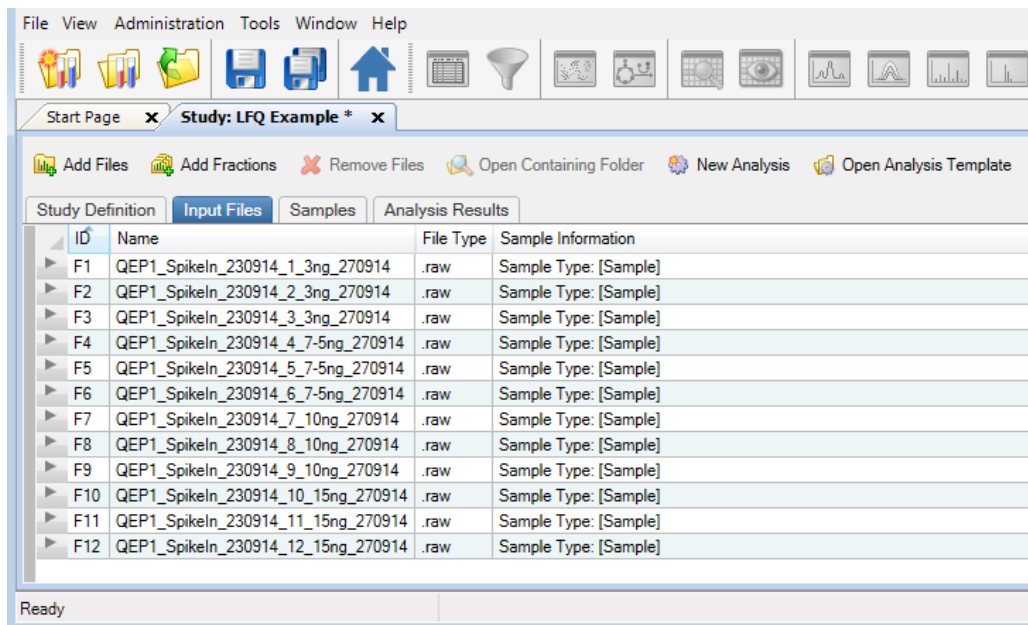 File View Administration Tools Window Help
Start Page x Study: LFQ Example * x
Add Files Add Fractions Remove Files Open Containing Folder New Analysis Open Analysis Template
Study Definition Input Files Samples Analysis Results
ID Name File Type Sample Information
F1 QEP1_SpikeIn_230914_1_3ng_270914 .raw Sample Type: [Sample]
F2 QEP1_SpikeIn_230914_2_3ng_270914 .raw Sample Type: [Sample]
F3 QEP1_SpikeIn_230914_3_3ng_270914 .raw Sample Type: [Sample]
F4 QEP1_SpikeIn_230914_4_7-5ng_270914 .raw Sample Type: [Sample]
F5 QEP1_SpikeIn_230914_5_7-5ng_270914 .raw Sample Type: [Sample]
F6 QEP1_SpikeIn_230914_6_7-5ng_270914 .raw Sample Type: [Sample]
F7 QEP1_SpikeIn_230914_7_10ng_270914 .raw Sample Type: [Sample]
F8 QEP1_SpikeIn_230914_8_10ng_270914 .raw Sample Type: [Sample]
F9 QEP1_SpikeIn_230914_9_10ng_270914 .raw Sample Type: [Sample]
F10 QEP1_SpikeIn_230914_10_15ng_270914 .raw Sample Type: [Sample]
F11 QEP1_SpikeIn_230914_11_15ng_270914 .raw Sample Type: [Sample]
F12 QEP1_SpikeIn_230914_12_15ng_270914 .raw Sample Type: [Sample]
Ready